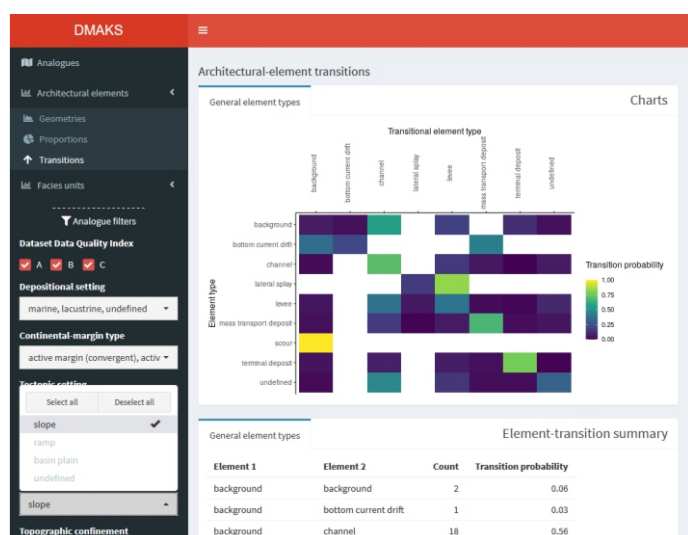 DMAKS
Analogues
Architectural elements
Geometries
Proportions
Transitions
Facies units
Analogue filters
Dataset Data Quality Index
A B C
Depositional setting
marine, lacustrine, undefined
Continental-margin type
active margin (convergent), activ
Tectonic setting
Select all Deselect all
slope
ramp
basin plain
undefined
slope
Topographic confinement
Architectural-element transitions
General element types Charts
Transitional element type
background
bottom current drift
channel
lateral splay
levee
mass transport deposit
terminal deposit
undefined
Element type
background
bottom current drift
channel
lateral splay
levee
mass transport deposit
scour
terminal deposit
undefined
Transition probability
1.00
0.75
0.50
0.25
0.00
General element types Element-transition summary
Element 1 Element 2 Count Transition probability
background background 2 0.06
background bottom current drift 1 0.03
background channel 18 0.56